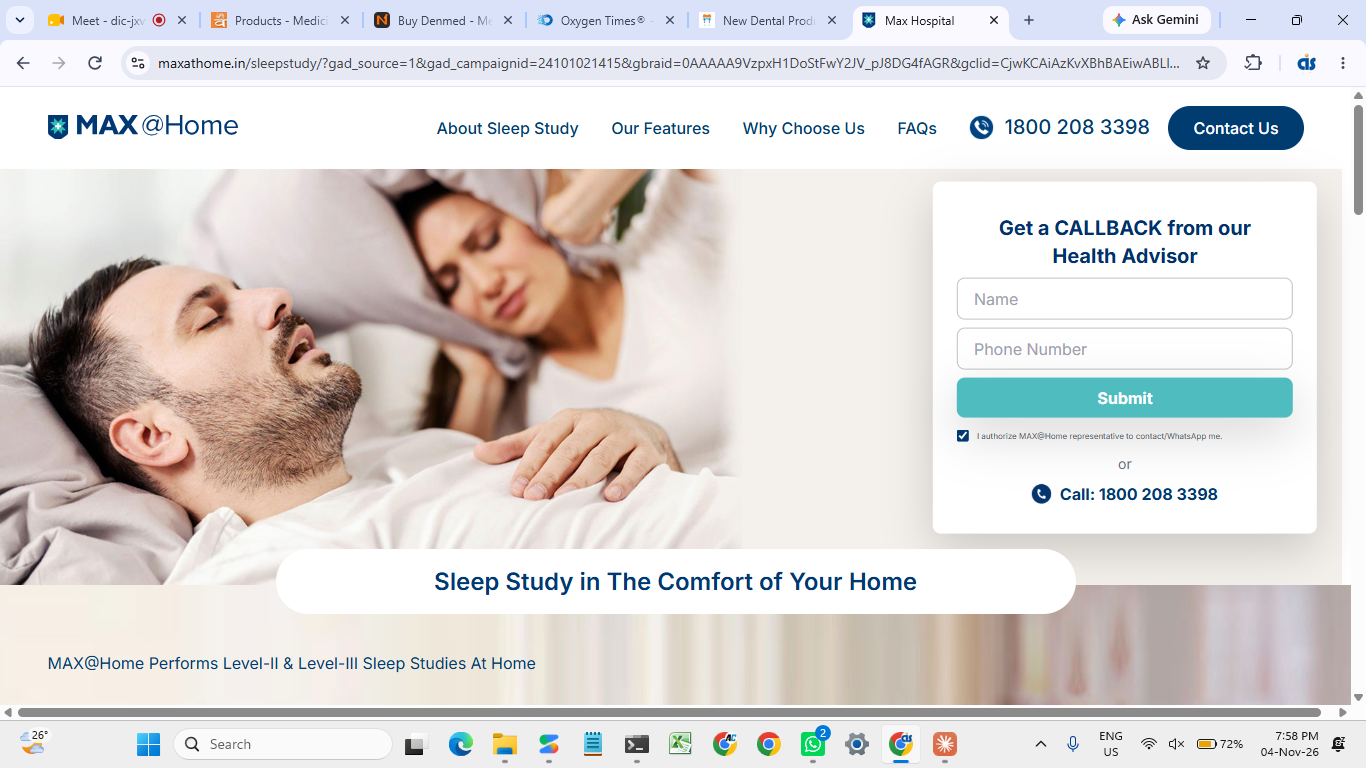 Meet - dic-jxv
Products - Medici
Buy Denmed - Me
Oxygen Times® -
New Dental Prod
Max Hospital
Ask Gemini
maxathome.in/sleepstudy/?gad_source=1&gad_campaignid=24101021415&gbraid=0AAAAA9VzpxH1DoStFwY2JV_pJ8DG4fAGR&gclid=CjwKCAiAzKvXBhBAEiwABLI...
MAX@Home
About Sleep Study
Our Features
Why Choose Us
FAQs
1800 208 3398
Contact Us
Get a CALLBACK from our
Health Advisor
Name
Phone Number
Submit
I authorize MAX@Home representative to contact/WhatsApp me.
or
Call: 1800 208 3398
Sleep Study in The Comfort of Your Home
MAX@Home Performs Level-II & Level-III Sleep Studies At Home
26°
Search
2
ENG
US
72%
7:58 PM
04-Nov-26